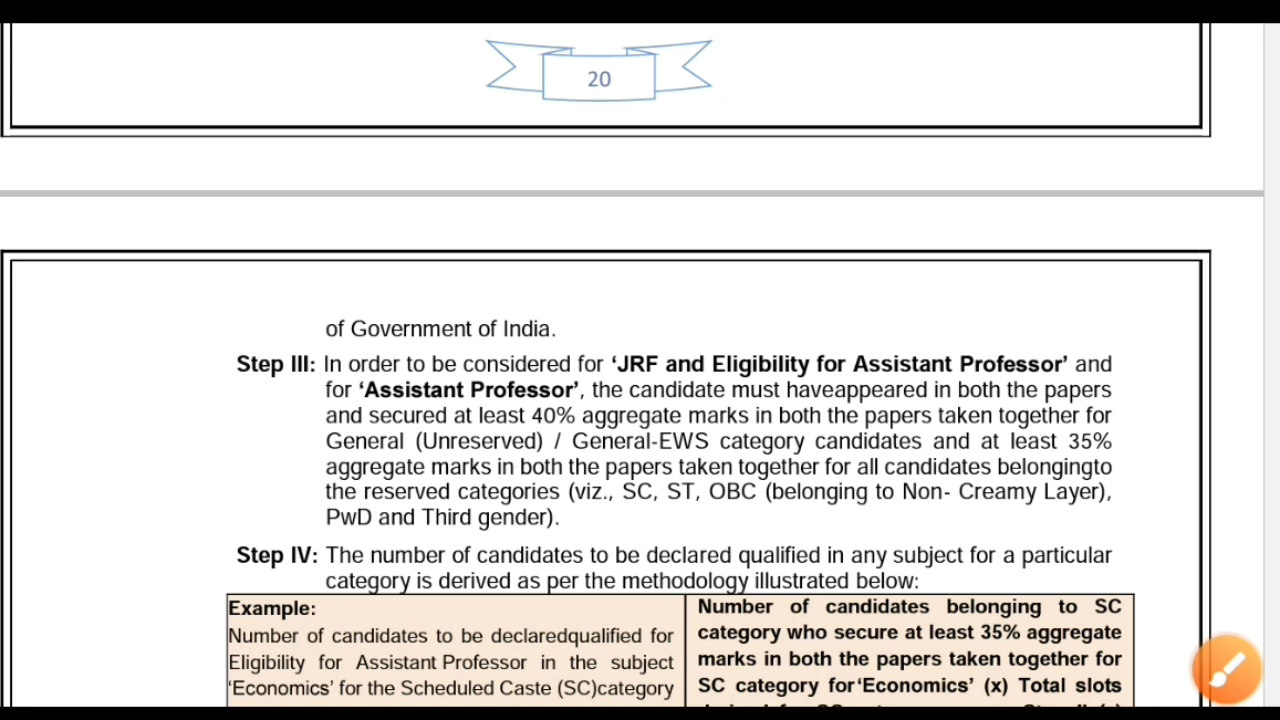 20
of Government of India.
Step III: In order to be considered for ‘JRF and Eligibility for Assistant Professor’ and
for ‘Assistant Professor’, the candidate must haveappeared in both the papers
and secured at least 40% aggregate marks in both the papers taken together for
General (Unreserved) / General-EWS category candidates and at least 35%
aggregate marks in both the papers taken together for all candidates belongingto
the reserved categories (viz., SC, ST, OBC (belonging to Non- Creamy Layer),
PwD and Third gender).
Step IV: The number of candidates to be declared qualified in any subject for a particular
category is derived as per the methodology illustrated below:
Example:
Number of candidates to be declaredqualified for
Eligibility for Assistant Professor in the subject
‘Economics’ for the Scheduled Caste (SC)category
Number of candidates belonging to SC
category who secure at least 35% aggregate
marks in both the papers taken together for
SC category for‘Economics’ (x) Total slots